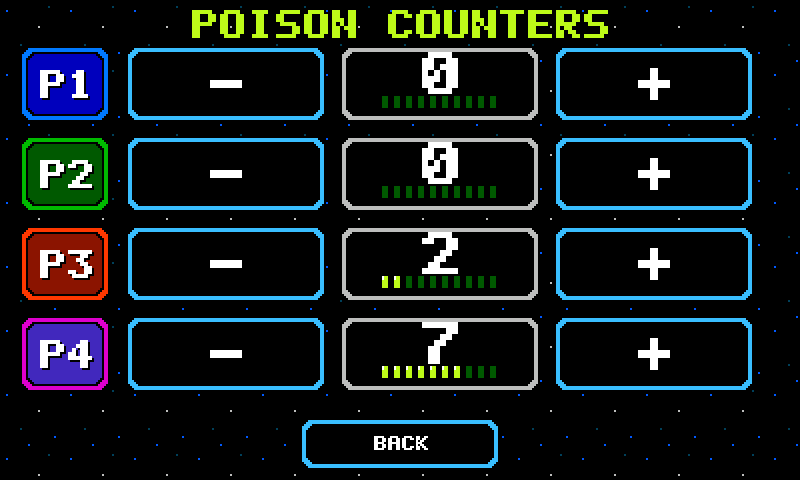 POISON COUNTERS
P1 - 0 +
P2 - 0 +
P3 - 2 +
P4 - 7 +
BACK